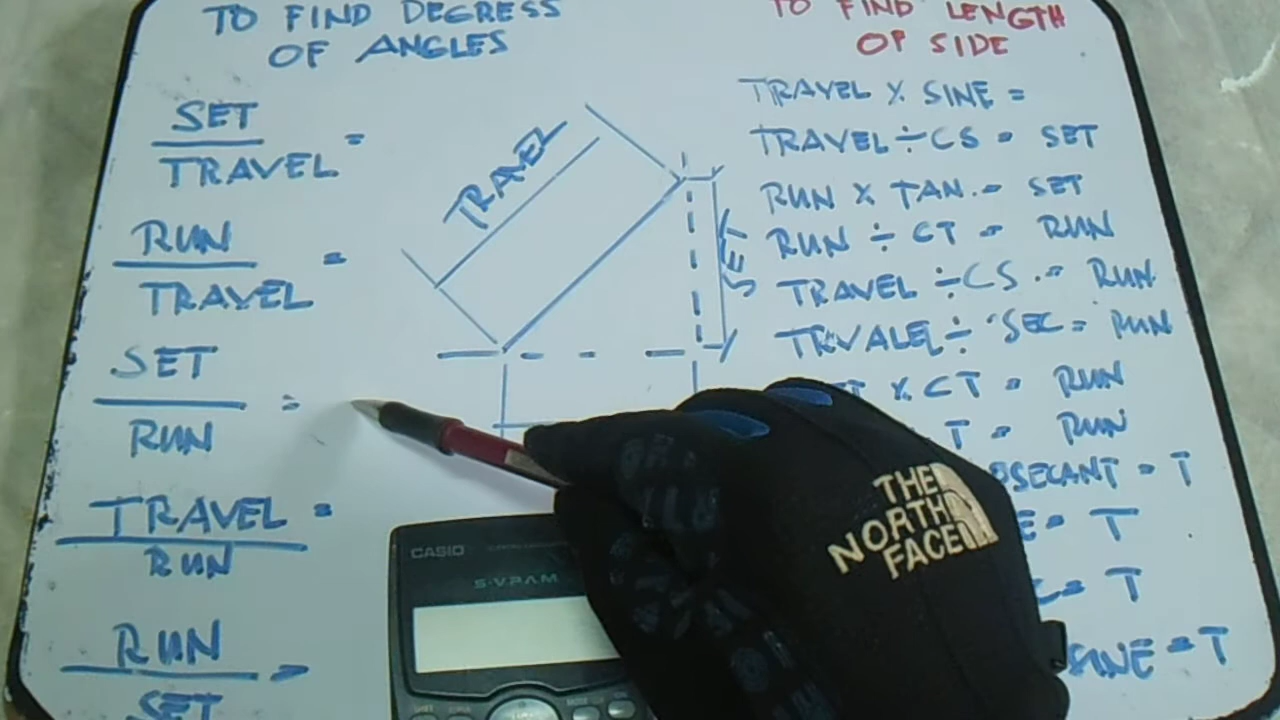 TO FIND DEGRESS
OF ANGLES
SET
TRAVEL =
RUN
TRAVEL =
SET
RUN =
TRAVEL =
RUN
RUN
SET =
TRAVEL
SET
TO FIND LENGTH
OP SIDE
TRAVEL X SINE =
TRAVEL ÷ CS = SET
RUN X TAN. = SET
RUN ÷ CT = RUN
TRAVEL ÷ CS .= RUN
TRVALEL ÷ SEC = RUN
X CT = RUN
T = RUN
OSECANT = T
E = T
C = T
SINE = T
CASIO
S-V.P.A.M.
THE
NORTH
FACE